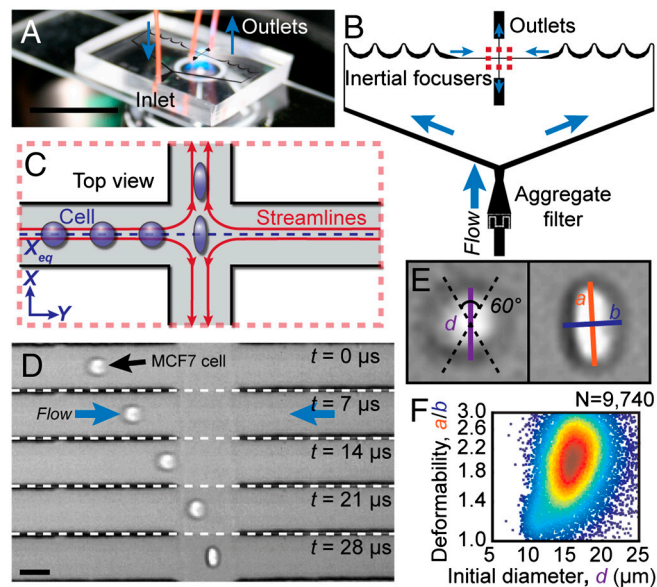 A
Outlets
Inlet
B
Outlets
Inertial focusers
Aggregate
filter
Flow
C
Top view
Cell
Streamlines
Xeq
X
Y
D
MCF7 cell
t = 0 µs
Flow
t = 7 µs
t = 14 µs
t = 21 µs
t = 28 µs
E
d
60°
a
b
F
N=9,740
Deformability, a/b
3.0
2.6
2.2
1.8
1.4
1.0
5
10
15
20
25
Initial diameter, d (µm)